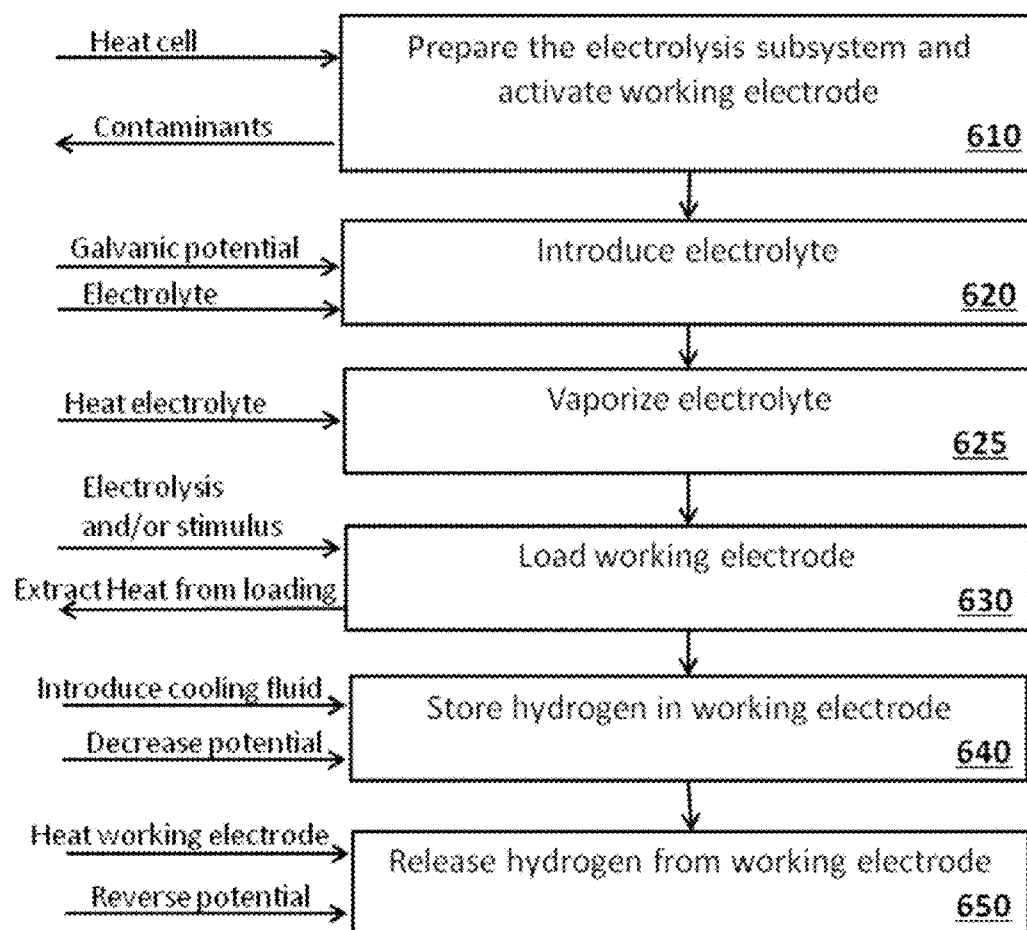 Heat cell
Prepare the electrolysis subsystem and
activate working electrode
Contaminants
610
Galvanic potential
Introduce electrolyte
Electrolyte
620
Heat electrolyte
Vaporize electrolyte
625
Electrolysis
and/or stimulus
Load working electrode
Extract Heat from loading
630
Introduce cooling fluid
Store hydrogen in working electrode
Decrease potential
640
Heat working electrode
Release hydrogen from working electrode
Reverse potential
650